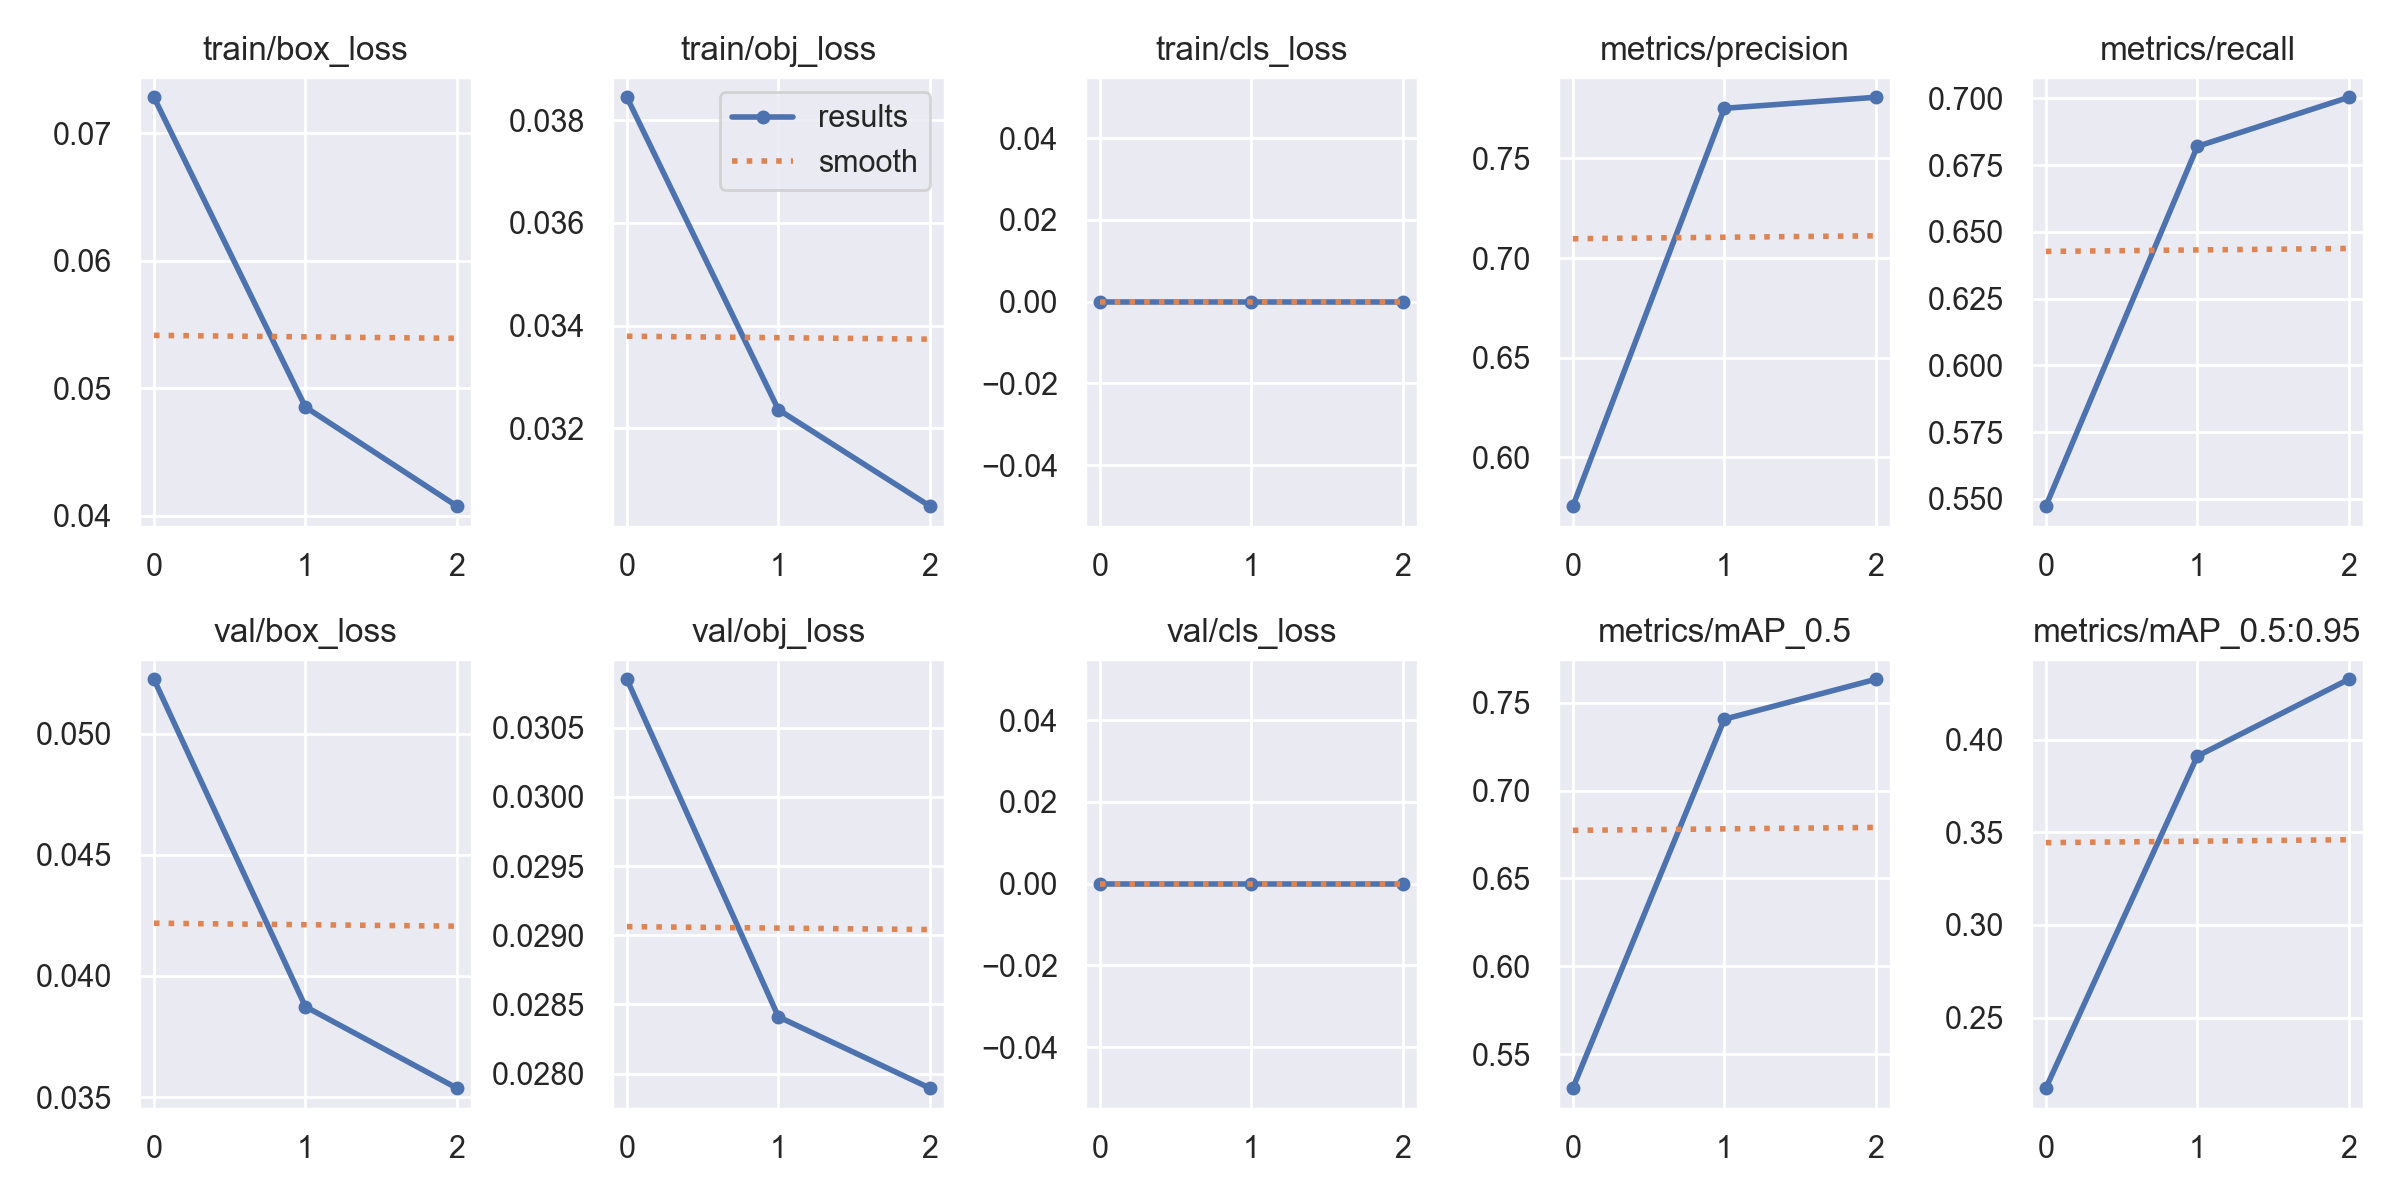 train/box_loss
0.07
0.06
0.05
0.04
0 1 2
train/obj_loss
results
smooth
0.038
0.036
0.034
0.032
0 1 2
train/cls_loss
0.04
0.02
0.00
−0.02
−0.04
0 1 2
metrics/precision
0.75
0.70
0.65
0.60
0 1 2
metrics/recall
0.700
0.675
0.650
0.625
0.600
0.575
0.550
0 1 2
val/box_loss
0.050
0.045
0.040
0.035
0 1 2
val/obj_loss
0.0305
0.0300
0.0295
0.0290
0.0285
0.0280
0 1 2
val/cls_loss
0.04
0.02
0.00
−0.02
−0.04
0 1 2
metrics/mAP_0.5
0.75
0.70
0.65
0.60
0.55
0 1 2
metrics/mAP_0.5:0.95
0.40
0.35
0.30
0.25
0 1 2